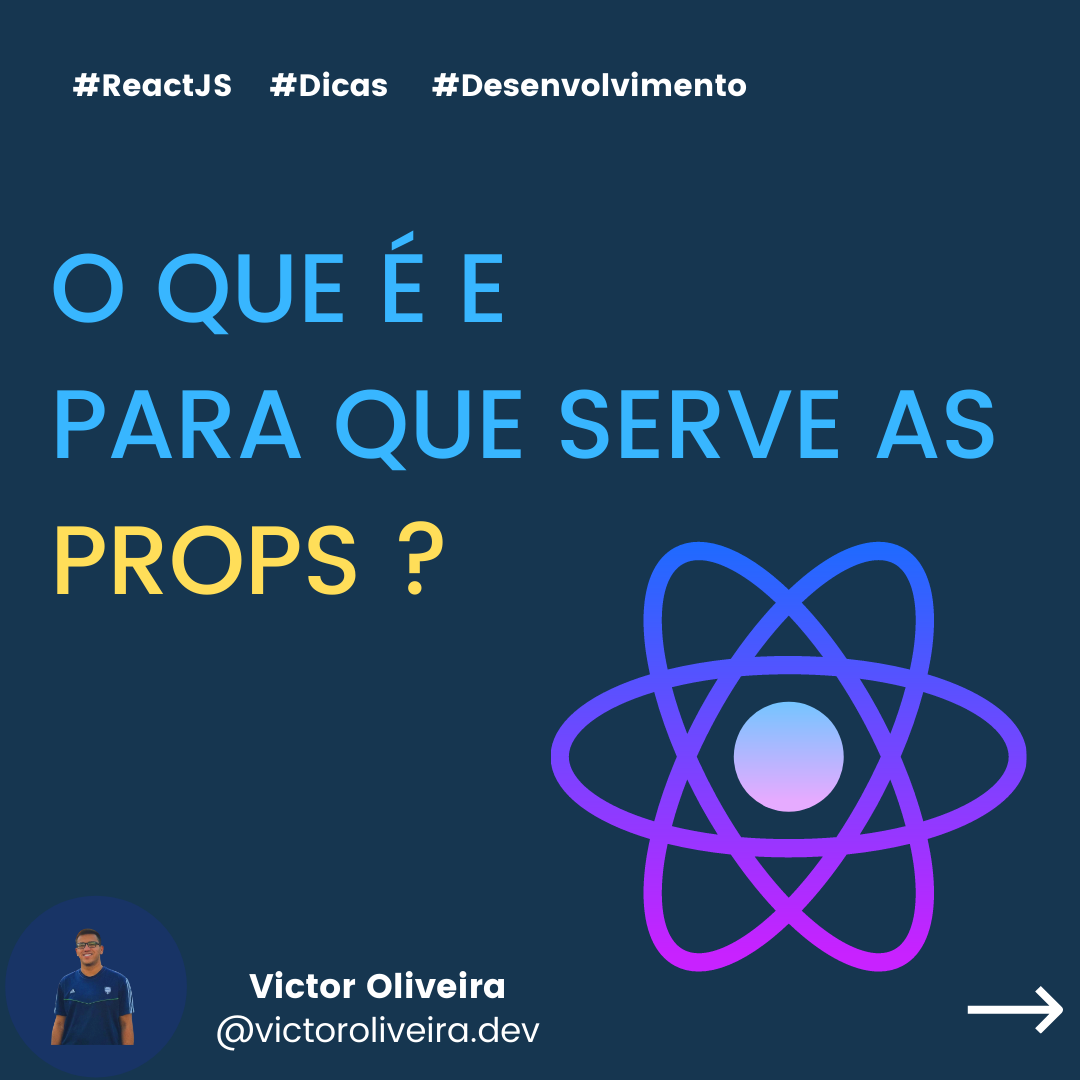 #ReactJS #Dicas #Desenvolvimento
O QUE É E
PARA QUE SERVE AS
PROPS ?
Victor Oliveira
@victoroliveira.dev